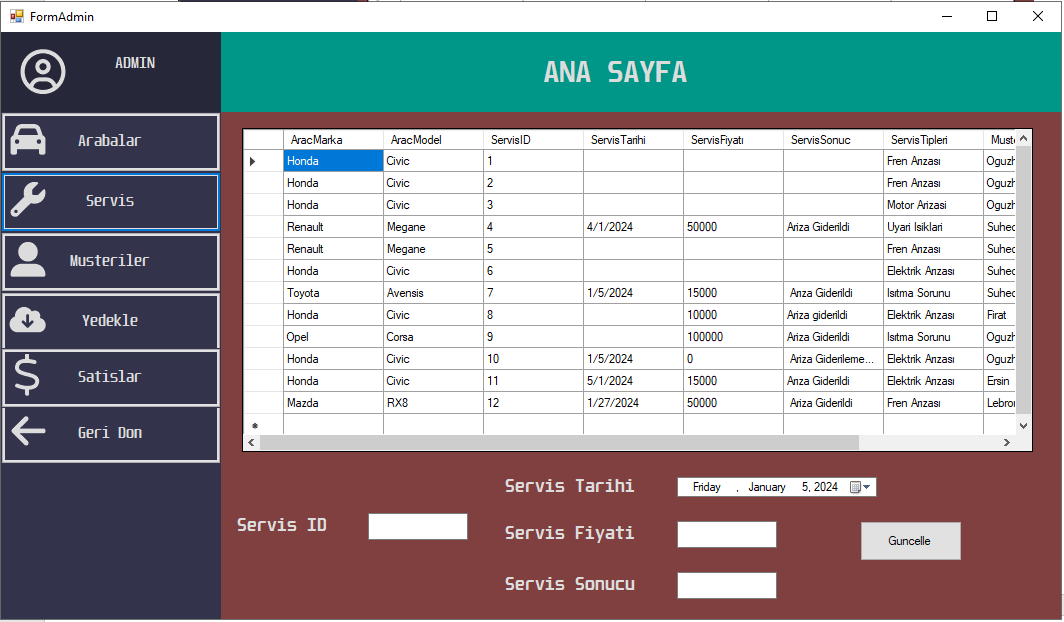 FormAdmin
ADMIN
ANA SAYFA
Arabalar
Servis
Musteriler
Yedekle
Satislar
Geri Don
AracMarka AracModel ServisID ServisTarihi ServisFiyatı ServisSonuc ServisTipleri Muste
Honda Civic 1 Fren Arızası Oguzh
Honda Civic 2 Fren Arızası Oguzh
Honda Civic 3 Motor Arizasi Oguzh
Renault Megane 4 4/1/2024 50000 Ariza Giderildi Uyari Isiklari Suhed
Renault Megane 5 Fren Arızası Suhed
Honda Civic 6 Elektrik Arızası Suhed
Toyota Avensis 7 1/5/2024 15000 Arıza Giderildi Isıtma Sorunu Suhed
Honda Civic 8 10000 Ariza giderildi Elektrik Arızası Firat
Opel Corsa 9 100000 Ariza Giderildi Isıtma Sorunu Oguzh
Honda Civic 10 1/5/2024 0 Ariza Giderileme... Elektrik Arızası Oguzh
Honda Civic 11 5/1/2024 15000 Arıza Giderildi Elektrik Arızası Ersin
Mazda RX8 12 1/27/2024 50000 Ariza Giderildi Fren Arızası Lebron
Servis Tarihi Friday , January 5, 2024
Servis ID
Servis Fiyati
Guncelle
Servis Sonucu